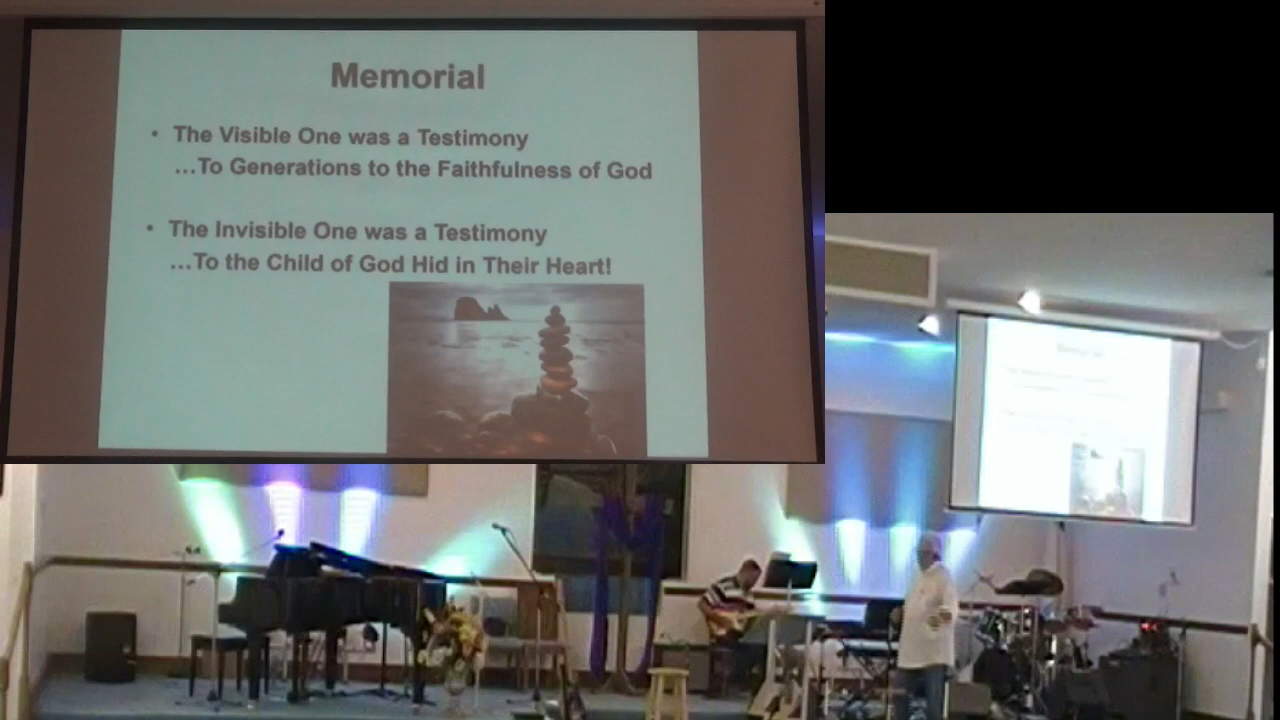 Memorial
• The Visible One was a Testimony
...To Generations to the Faithfulness of God
• The Invisible One was a Testimony
...To the Child of God Hid in Their Heart!